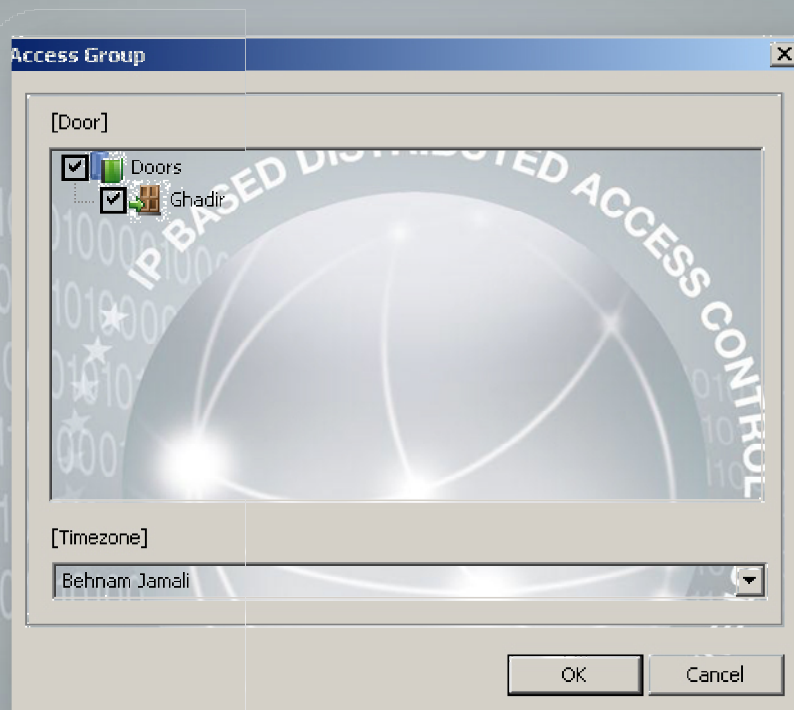 Access Group
[Door]
Doors
Ghadir
IP BASED DISTRIBUTED ACCESS CONTROL
[Timezone]
Behnam Jamali
OK
Cancel